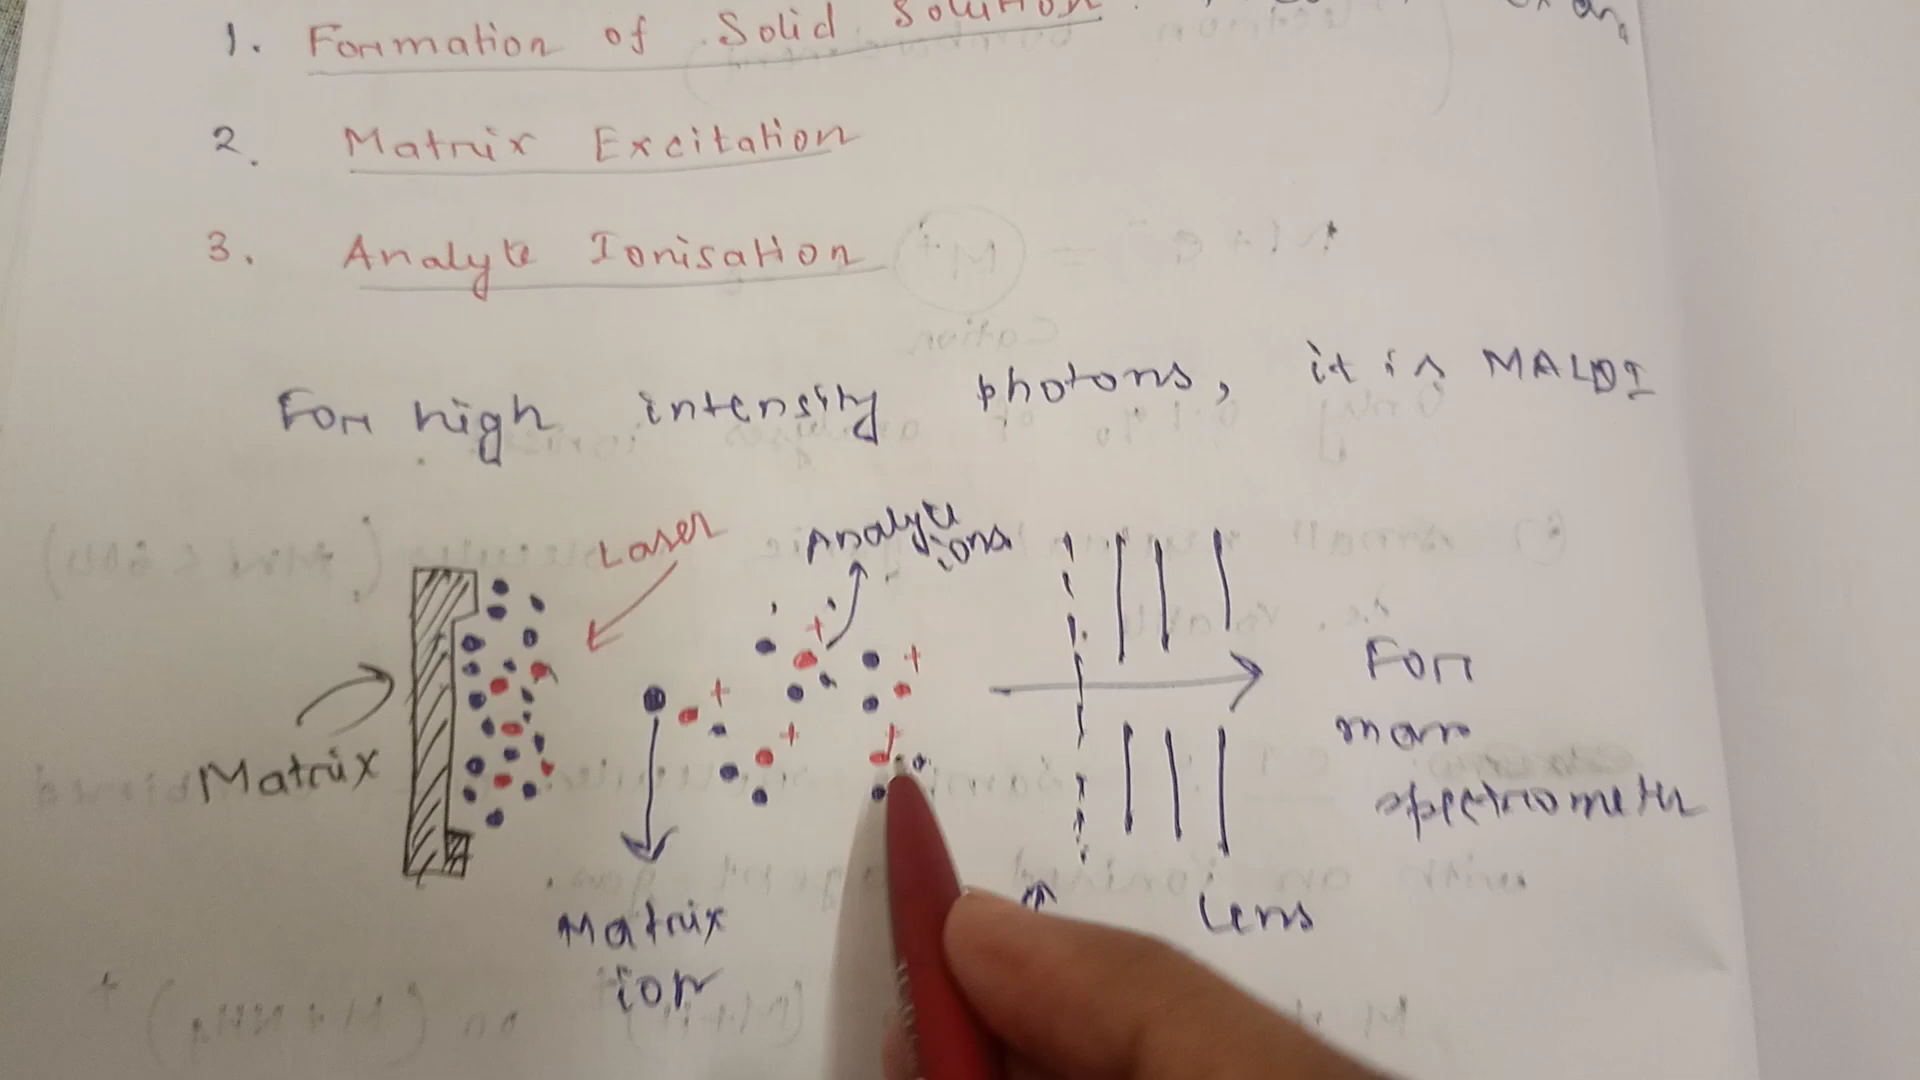 1. Formation of Solid Solution
2. Matrix Excitation
3. Analyte Ionisation
For high intensity photons, it is MALDI
Laser
Analyte ions
Matrix
For mass spectrometer
Matrix ion
Lens